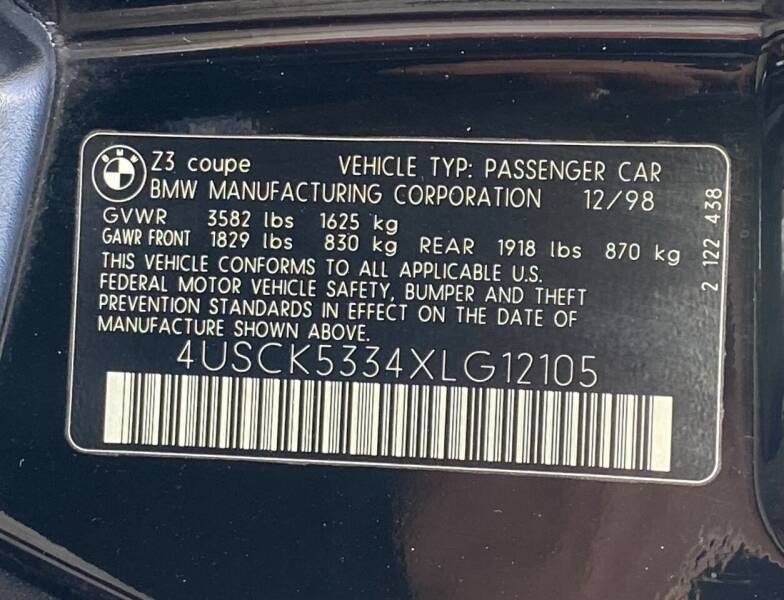 BMW
Z3 coupe VEHICLE TYP: PASSENGER CAR
BMW MANUFACTURING CORPORATION 12/98
GVWR 3582 lbs 1625 kg
GAWR FRONT 1829 lbs 830 kg REAR 1918 lbs 870 kg
THIS VEHICLE CONFORMS TO ALL APPLICABLE U.S.
FEDERAL MOTOR VEHICLE SAFETY, BUMPER AND THEFT
PREVENTION STANDARDS IN EFFECT ON THE DATE OF
MANUFACTURE SHOWN ABOVE.
4USCK5334XLG12105
2 122 438